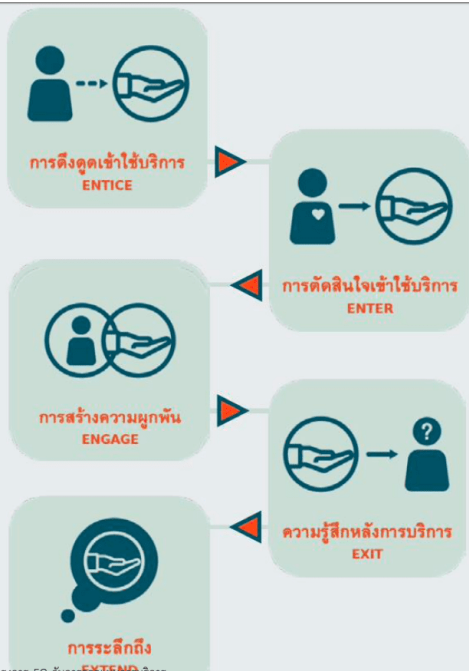 การดึงดูดเข้าใช้บริการ
ENTICE
การตัดสินใจเข้าใช้บริการ
ENTER
การสร้างความผูกพัน
ENGAGE
?
ความรู้สึกหลังการบริการ
EXIT
การระลึกถึง
EXTEND